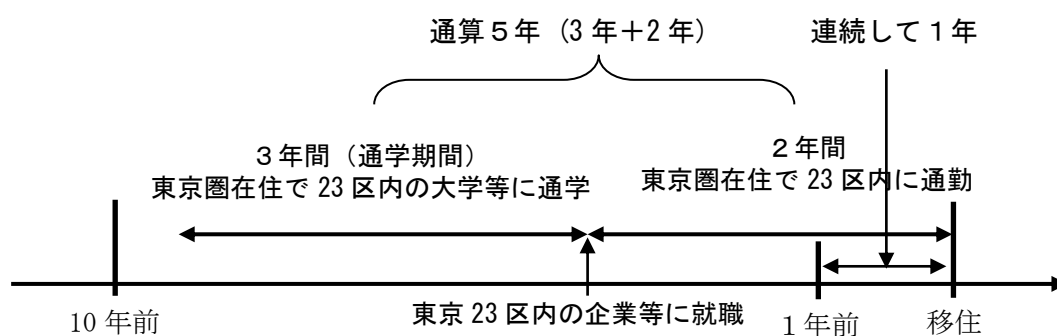 通算５年（3 年＋2 年）
連続して１年
３年間（通学期間）
東京圏在住で 23 区内の大学等に通学
２年間
東京圏在住で 23 区内に通勤
東京 23 区内の企業等に就職
10 年前
１年前
移住